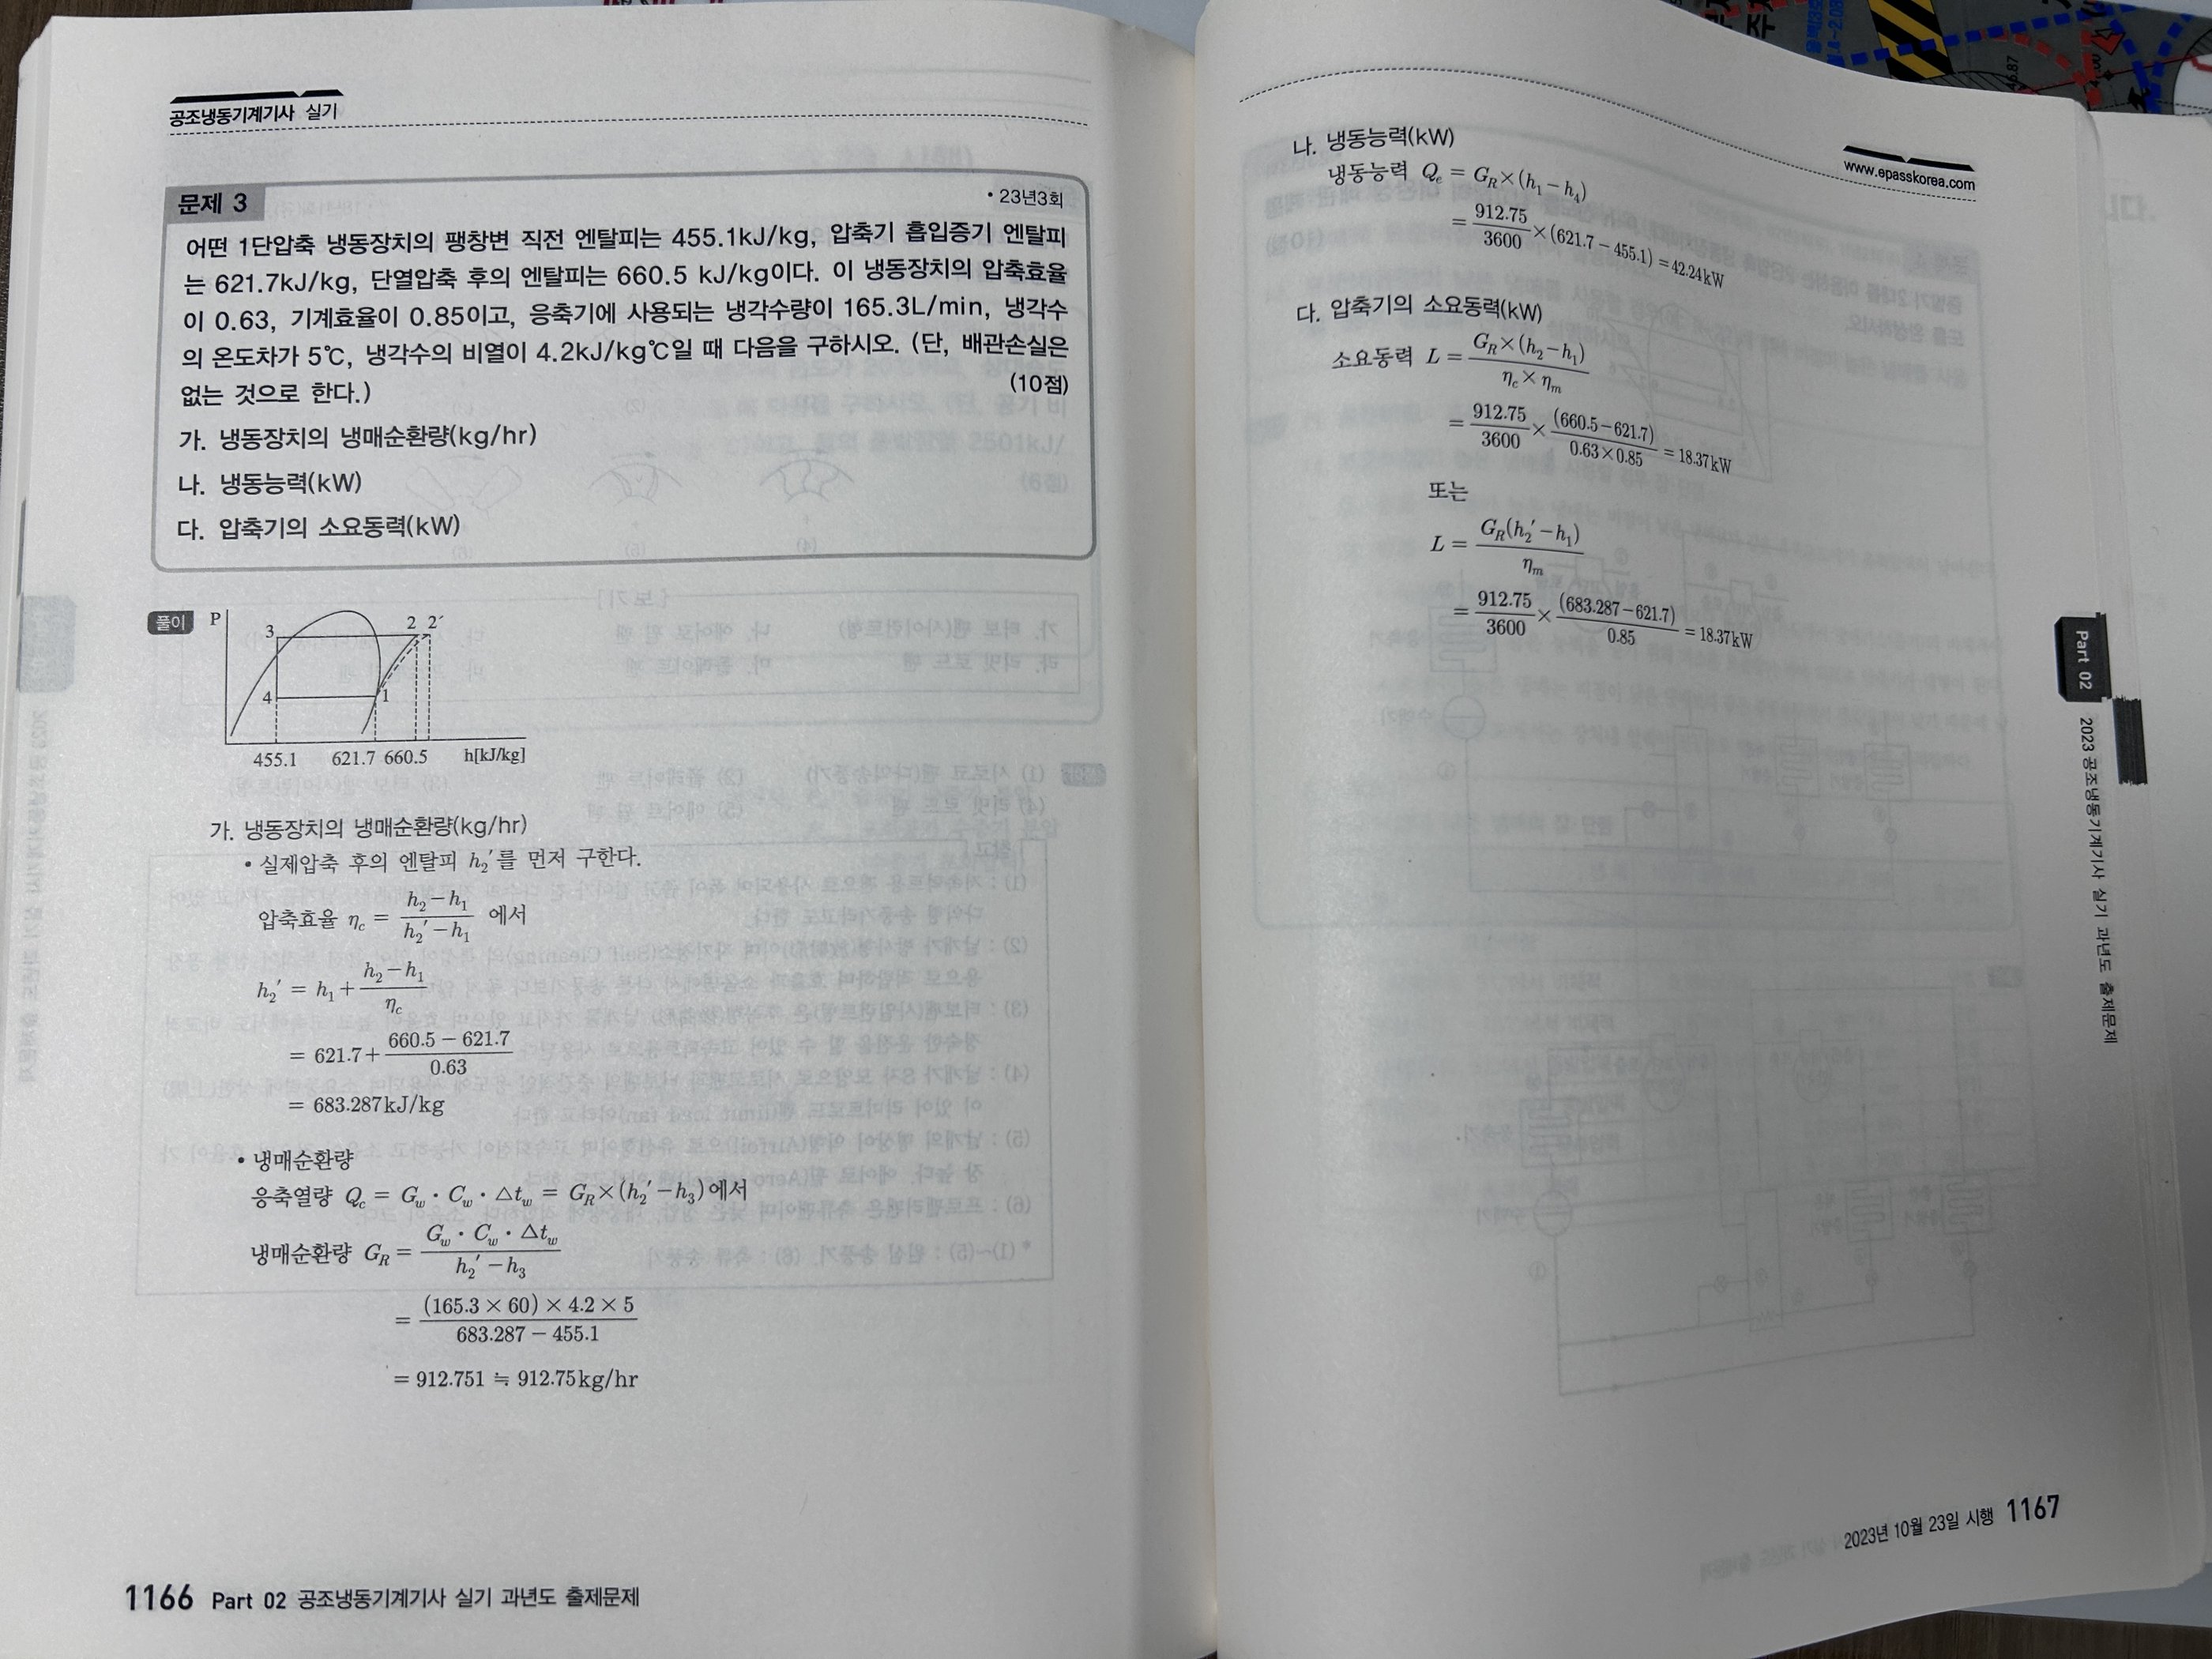 공조냉동기계기사 실기
문제 3
• 23년3회
어떤 1단압축 냉동장치의 팽창변 직전 엔탈피는 455.1kJ/kg, 압축기 흡입증기 엔탈피
는 621.7kJ/kg, 단열압축 후의 엔탈피는 660.5 kJ/kg이다. 이 냉동장치의 압축효율
이 0.63, 기계효율이 0.85이고, 응축기에 사용되는 냉각수량이 165.3L/min, 냉각수
의 온도차가 5℃, 냉각수의 비열이 4.2kJ/kg℃일 때 다음을 구하시오. (단, 배관손실은
없는 것으로 한다.) (10점)
가. 냉동장치의 냉매순환량(kg/hr)
나. 냉동능력(kW)
다. 압축기의 소요동력(kW)
풀이
P
3 2 2′
4 1
455.1 621.7 660.5 h[kJ/kg]
가. 냉동장치의 냉매순환량(kg/hr)
• 실제압축 후의 엔탈피 h₂′를 먼저 구한다.
압축효율 η_c = (h₂−h₁)/(h₂′−h₁) 에서
h₂′ = h₁ + (h₂−h₁)/η_c
= 621.7 + (660.5 − 621.7)/0.63
= 683.287kJ/kg
• 냉매순환량
응축열량 Q_c = G_w · C_w · △t_w = G_R×(h₂′−h₃)에서
냉매순환량 G_R = (G_w · C_w · △t_w)/(h₂′−h₃)
= ((165.3 × 60) × 4.2 × 5)/(683.287 − 455.1)
= 912.751 ≒ 912.75kg/hr
1166 Part 02 공조냉동기계기사 실기 과년도 출제문제
www.epasskorea.com
나. 냉동능력(kW)
냉동능력 Q_e = G_R×(h₁−h₄)
= 912.75/3600 ×(621.7−455.1) = 42.24kW
다. 압축기의 소요동력(kW)
소요동력 L = (G_R×(h₂−h₁))/(η_c×η_m)
= 912.75/3600 × (660.5−621.7)/(0.63×0.85) = 18.37kW
또는
L = (G_R(h₂′−h₁))/η_m
= 912.75/3600 × (683.287−621.7)/0.85 = 18.37kW
Part 02
2023 공조냉동기계기사 실기 과년도 출제문제
2023년 10월 23일 시행 1167